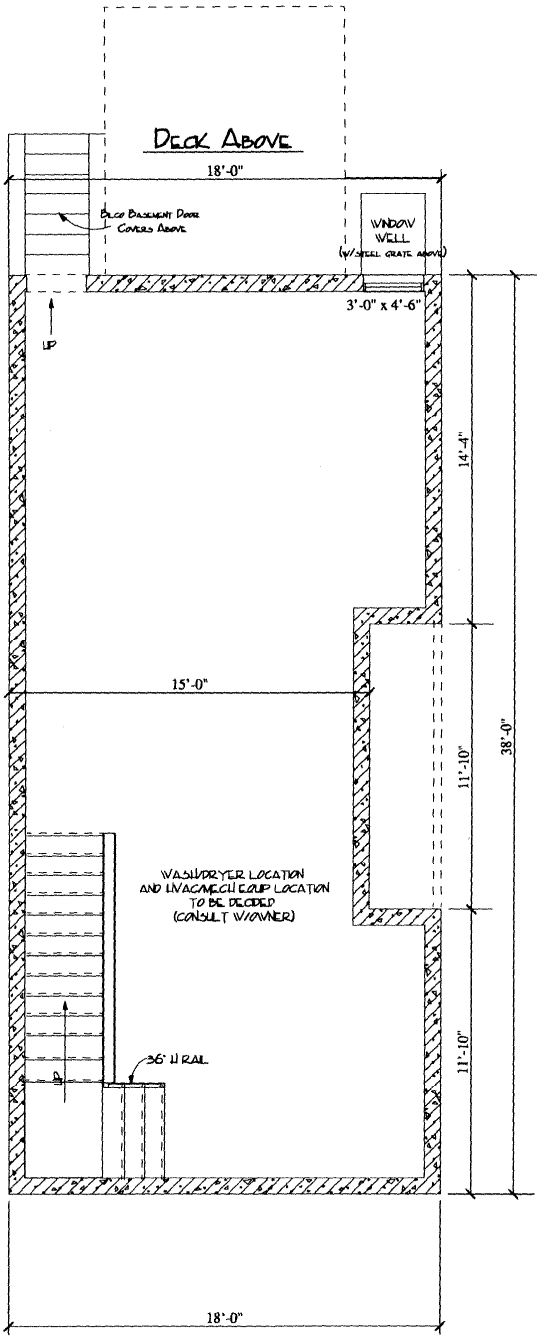 DECK ABOVE
18'-0"
BILCO BASEMENT DOOR
COVERS ABOVE
WINDOW
WELL
(W/STEEL GRATE ABOVE)
3'-0" x 4'-6"
UP
14'-4"
15'-0"
11'-10"
38'-0"
WASH/DRYER LOCATION
AND HVAC/MECH EQUIP LOCATION
TO BE DECIDED
(CONSULT W/OWNER)
36" H RAIL
UP
11'-10"
18'-0"